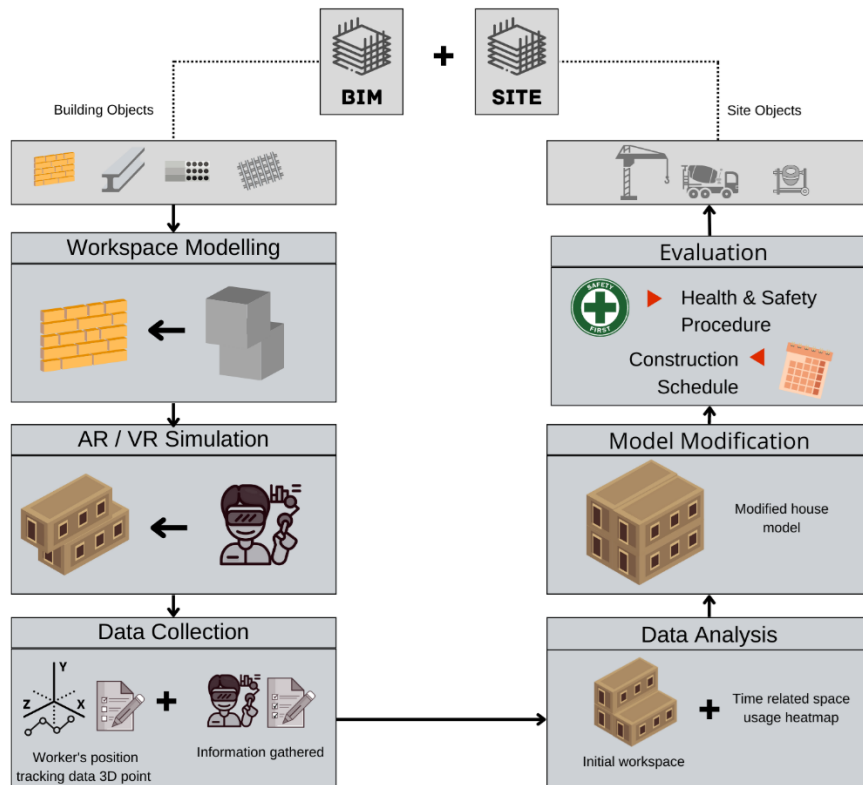 BIM
+
SITE
Building Objects
Site Objects
Workspace Modelling
AR / VR Simulation
Data Collection
Y
Z
X
+
Worker's position
tracking data 3D point
Information gathered
Evaluation
SAFETY
FIRST
Health & Safety
Procedure
Construction
Schedule
Model Modification
Modified house
model
Data Analysis
+
Time related space
usage heatmap
Initial workspace